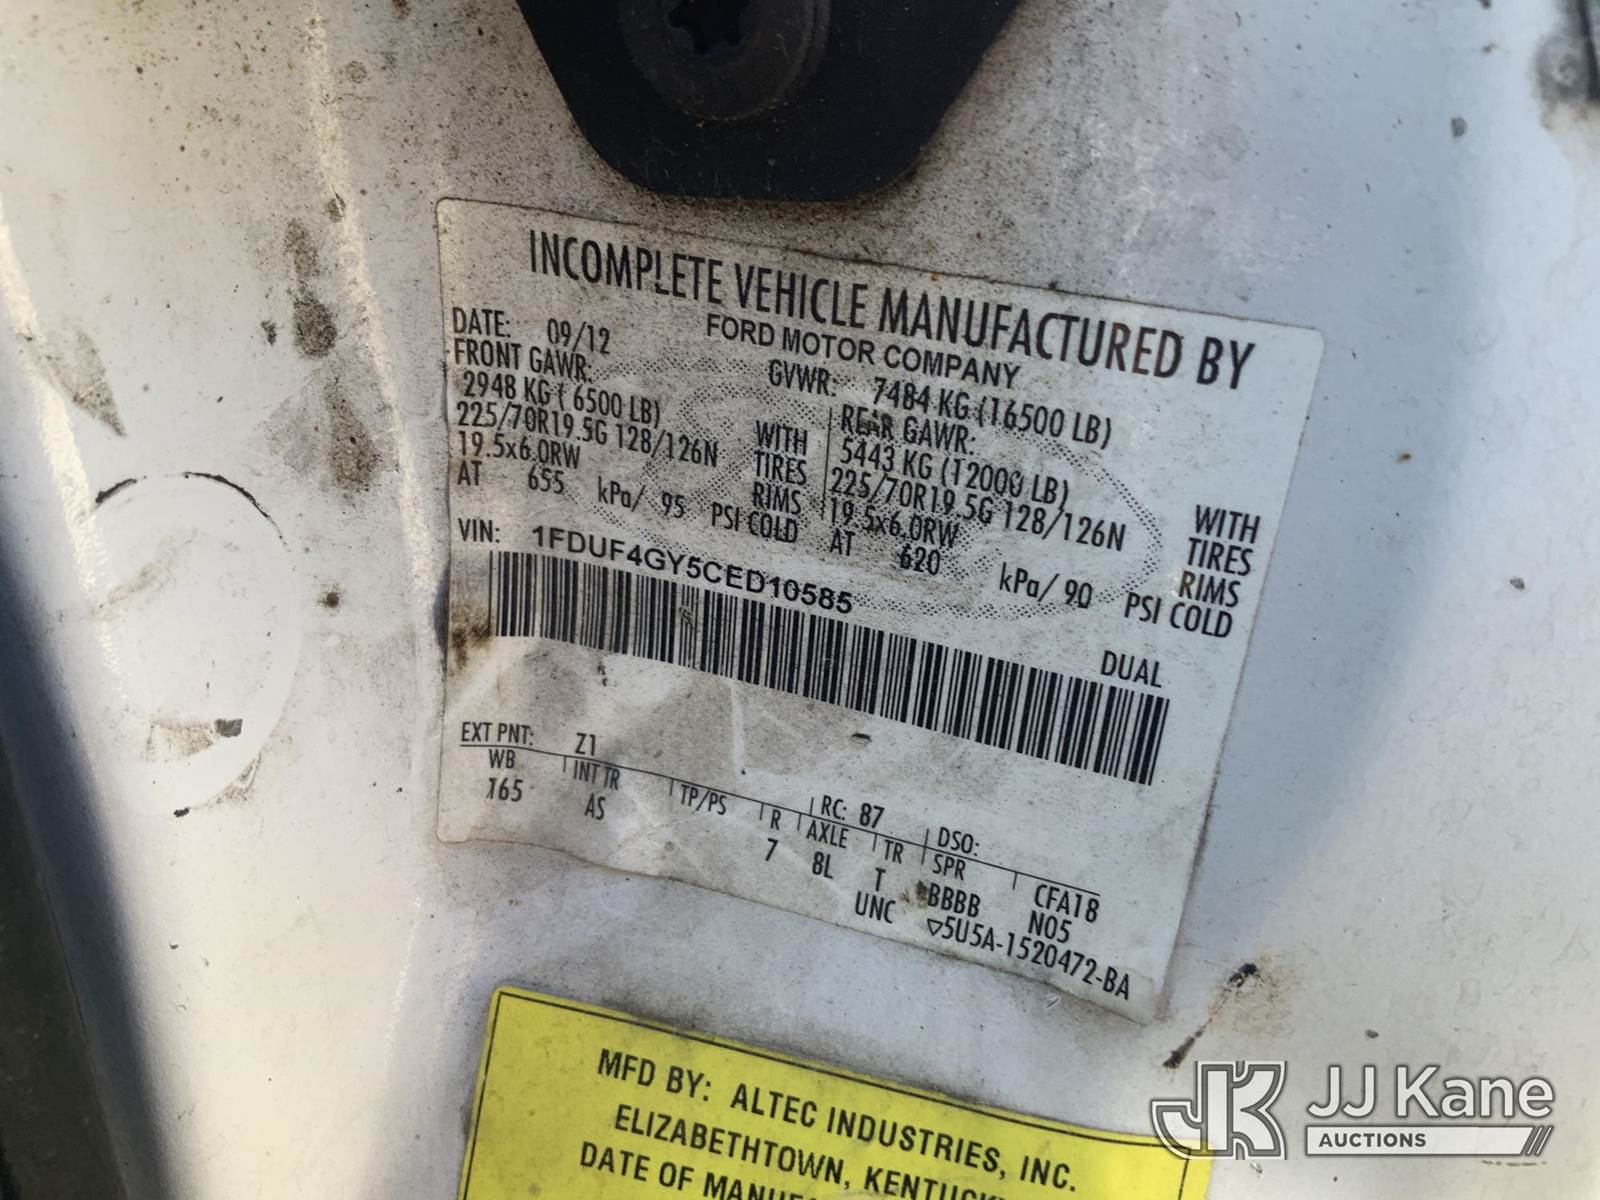 INCOMPLETE VEHICLE MANUFACTURED BY
FORD MOTOR COMPANY
DATE: 09/12 GVWR: 7484 KG (16500 LB)
FRONT GAWR: REAR GAWR:
2948 KG ( 6500 LB) WITH 5443 KG (12000 LB) WITH
225/70R19.5G 128/126N TIRES 225/70R19.5G 128/126N TIRES
19.5x6.0RW RIMS 19.5x6.0RW RIMS
AT 655 kPa/ 95 PSI COLD AT 620 kPa/ 90 PSI COLD
VIN: 1FDUF4GY5CED10585
DUAL
EXT PNT: Z1 RC: 87 DSO:
WB INT TR TP/PS R AXLE TR SPR CFA18
165 AS 7 8L T BBBB N05
UNC ▽5U5A-1520472-BA
MFD BY: ALTEC INDUSTRIES, INC.
ELIZABETHTOWN, KENTUCKY
DATE OF
JK JJ Kane
AUCTIONS